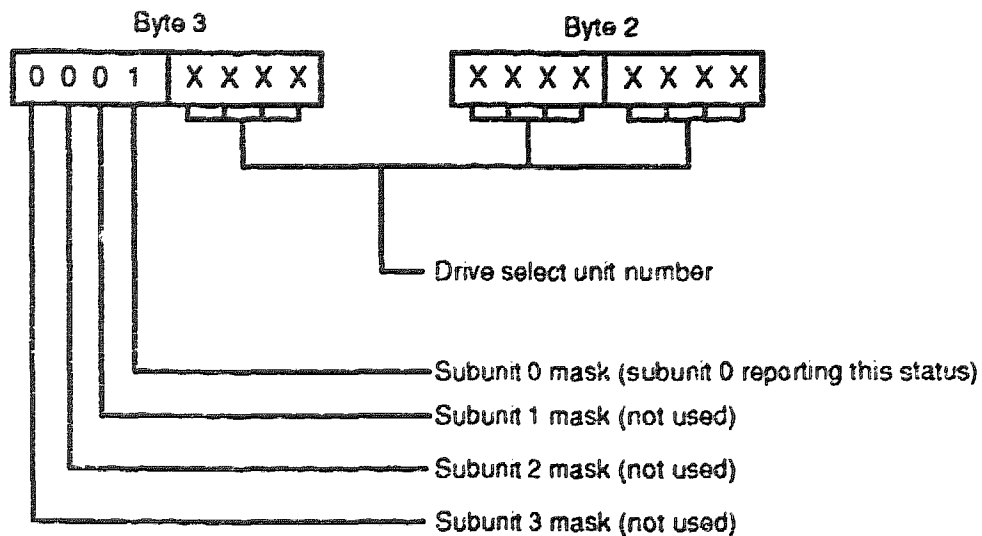 Byte 3
Byte 2
0 0 0 1 X X X X
X X X X X X X X
Drive select unit number
Subunit 0 mask (subunit 0 reporting this status)
Subunit 1 mask (not used)
Subunit 2 mask (not used)
Subunit 3 mask (not used)